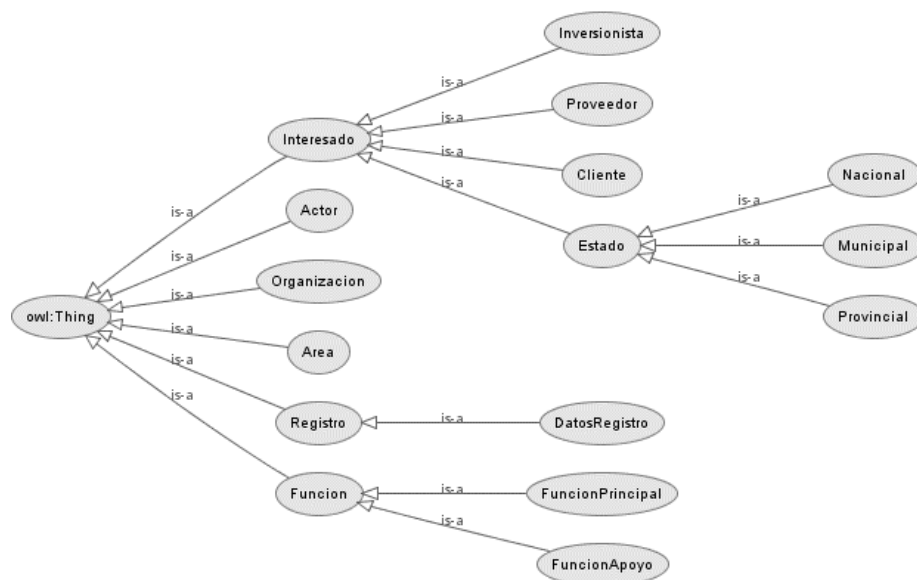 Inversionista
is-a
Proveedor
is-a
Interesado
is-a
Cliente
Nacional
is-a
is-a
is-a
Actor
Estado
is-a
Municipal
is-a
Organizacion
is-a
is-a
owl:Thing
Provincial
is-a
Area
is-a
Registro
is-a
DatosRegistro
is-a
Funcion
is-a
FuncionPrincipal
is-a
FuncionApoyo